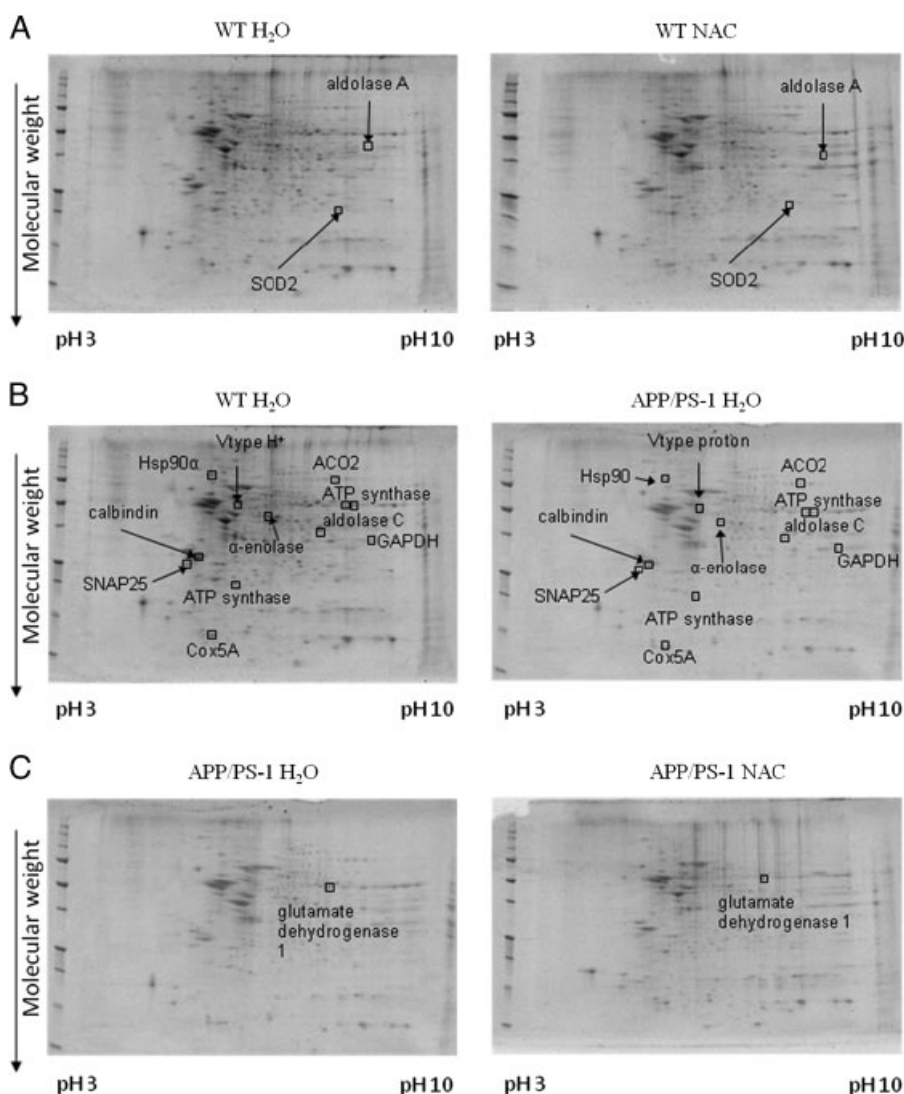 A
WT H₂O
WT NAC
Molecular weight
aldolase A
SOD2
aldolase A
SOD2
pH 3
pH 10
pH 3
pH 10
B
WT H₂O
APP/PS-1 H₂O
Molecular weight
Vtype H⁺
Hsp90α
ACO2
ATP synthase
calbindin
aldolase C
α-enolase
GAPDH
SNAP25
ATP synthase
Cox5A
Vtype proton
Hsp90
ACO2
ATP synthase
calbindin
aldolase C
α-enolase
GAPDH
SNAP25
ATP synthase
Cox5A
pH 3
pH 10
pH 3
pH 10
C
APP/PS-1 H₂O
APP/PS-1 NAC
Molecular weight
glutamate
dehydrogenase
1
glutamate
dehydrogenase 1
pH 3
pH 10
pH 3
pH 10